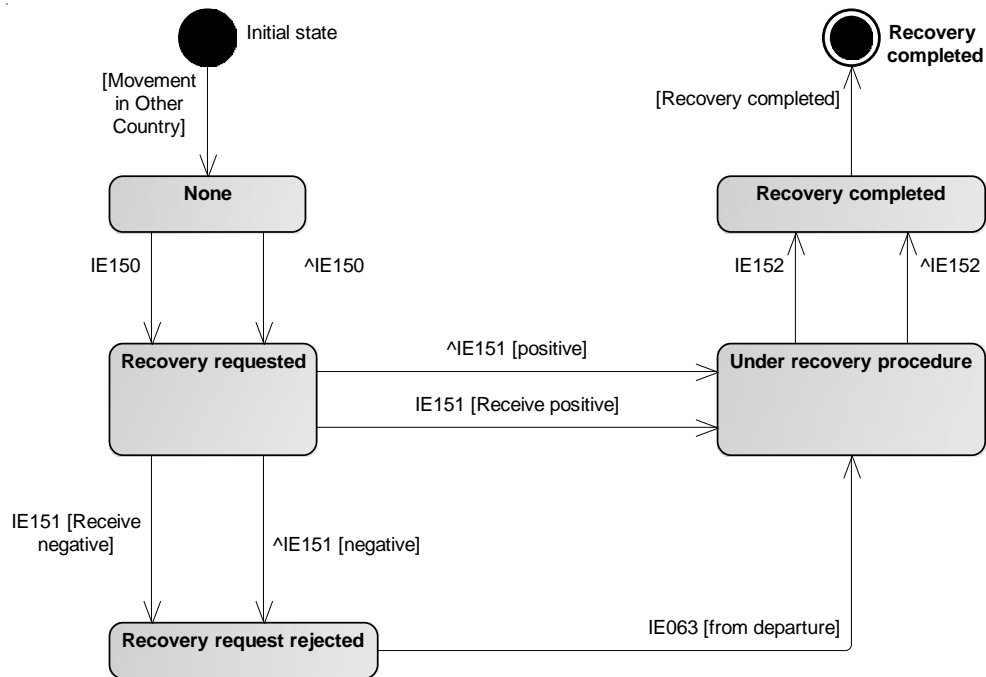 Initial state
Recovery
completed
[Movement
in Other
Country]
[Recovery completed]
None
Recovery completed
IE150
^IE150
IE152
^IE152
Recovery requested
^IE151 [positive]
Under recovery procedure
IE151 [Receive positive]
IE151 [Receive
negative]
^IE151 [negative]
Recovery request rejected
IE063 [from departure]